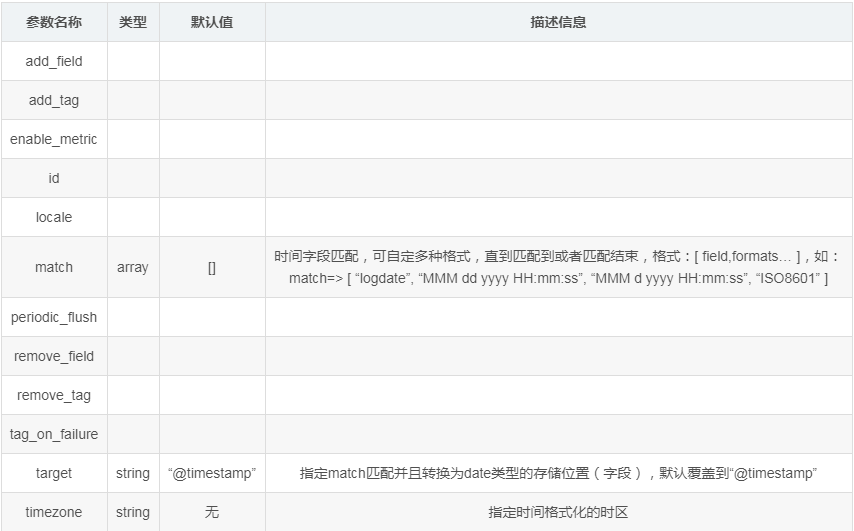 参数名称 类型 默认值 描述信息
add_field
add_tag
enable_metric
id
locale
match array [] 时间字段匹配，可自定多种格式，直到匹配到或者匹配结束，格式：[ field,formats… ]，如：
match=> [ “logdate”, “MMM dd yyyy HH:mm:ss”, “MMM d yyyy HH:mm:ss”, “ISO8601” ]
periodic_flush
remove_field
remove_tag
tag_on_failure
target string “@timestamp” 指定match匹配并且转换为date类型的存储位置（字段），默认覆盖到“@timestamp”
timezone string 无 指定时间格式化的时区